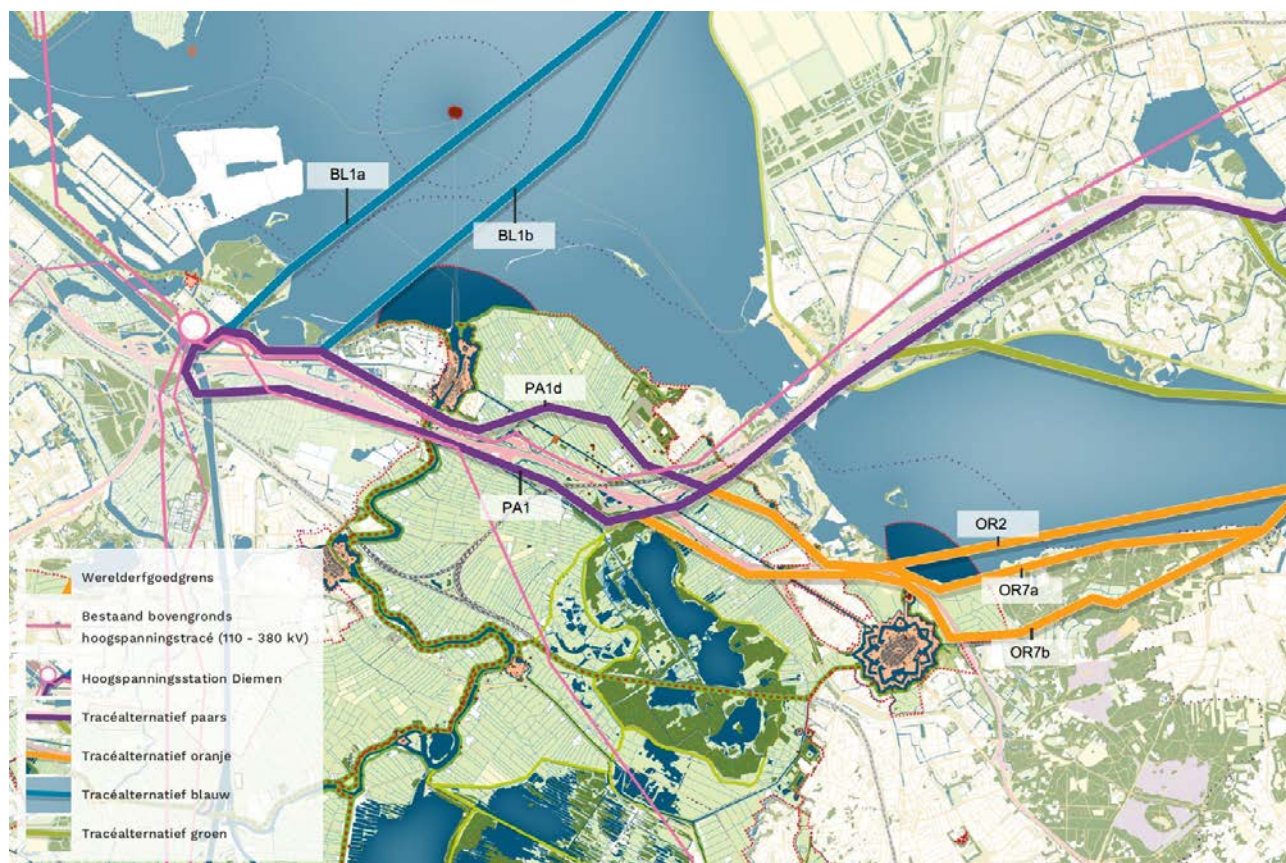 BL1a
BL1b
PA1d
PA1
OR2
OR7a
OR7b
Werelderfgoedgrens
Bestaand bovengronds
hoogspanningstracé (110 - 380 kV)
Hoogspanningsstation Diemen
Tracéalternatief paars
Tracéalternatief oranje
Tracéalternatief blauw
Tracéalternatief groen